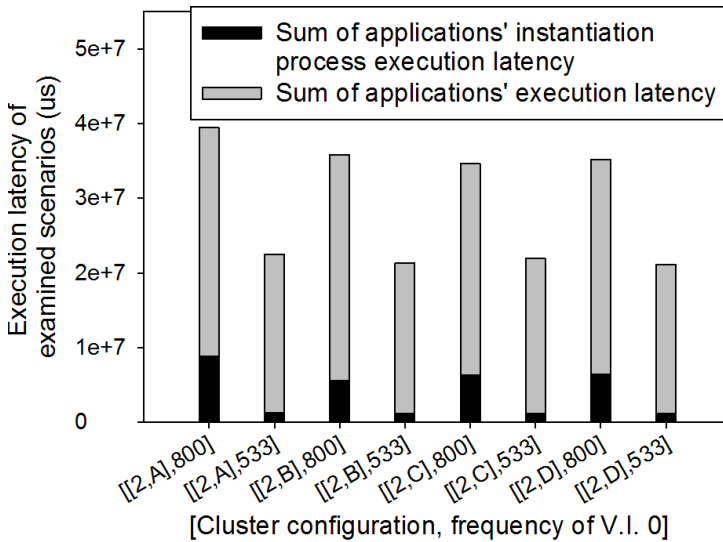 Sum of applications' instantiation
process execution latency
Sum of applications' execution latency
Execution latency of
examined scenarios (us)
5e+7
4e+7
3e+7
2e+7
1e+7
0
[[2,A],800]
[[2,A],533]
[[2,B],800]
[[2,B],533]
[[2,C],800]
[[2,C],533]
[[2,D],800]
[[2,D],533]
[Cluster configuration, frequency of V.I. 0]